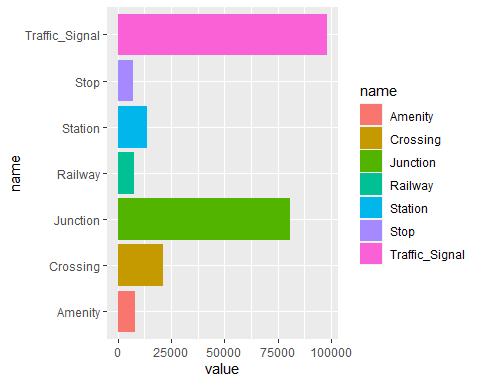 Traffic_Signal
Stop
Station
Railway
Junction
Crossing
Amenity
name
0 25000 50000 75000 100000
value
name
Amenity
Crossing
Junction
Railway
Station
Stop
Traffic_Signal